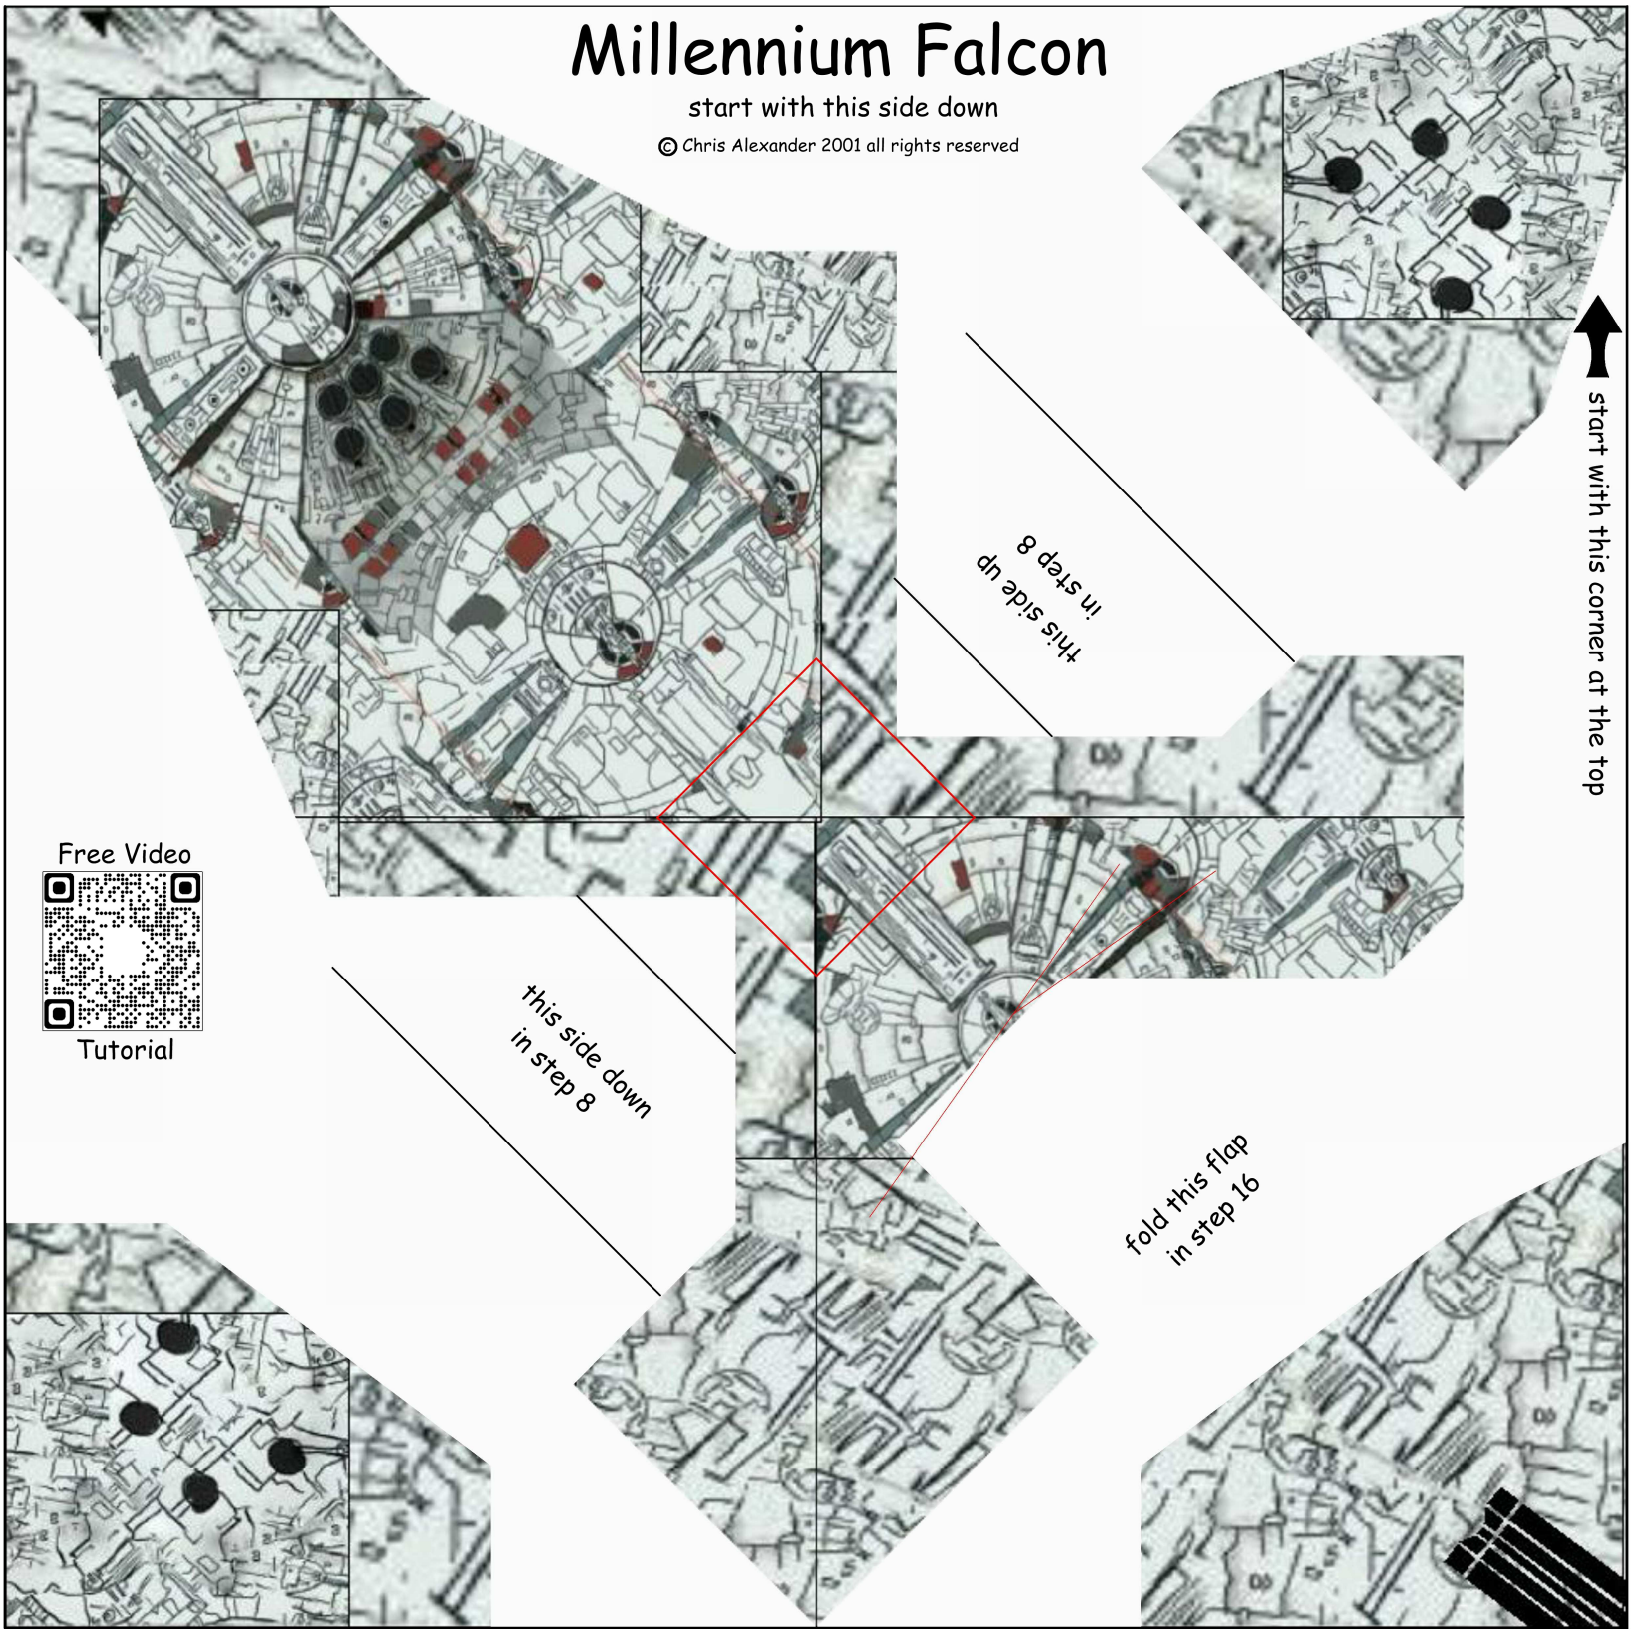 Millennium Falcon
start with this side down
© Chris Alexander 2001 all rights reserved
start with this corner at the top
this side up
in step 8
Free Video
Tutorial
this side down
in step 8
fold this flap
in step 16